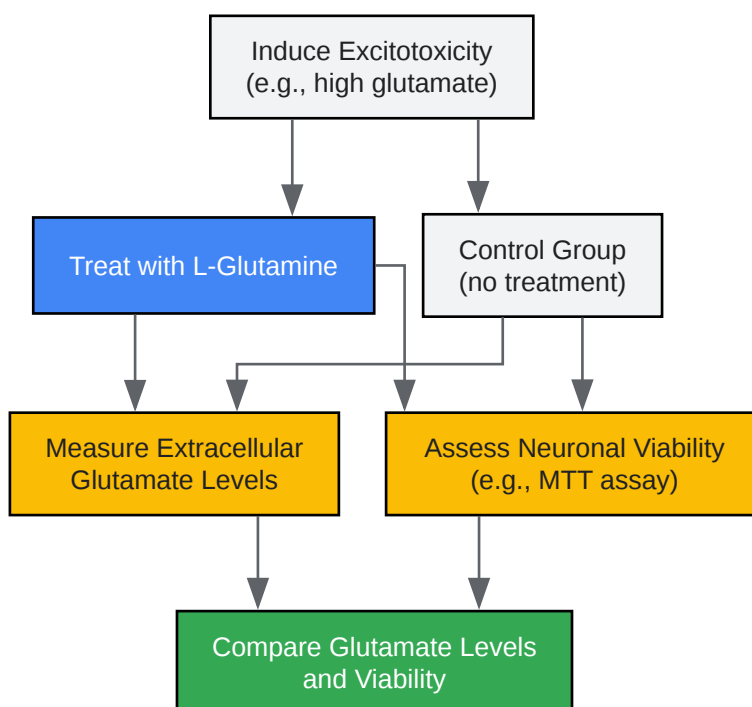 Induce Excitotoxicity
(e.g., high glutamate)
Treat with L-Glutamine
Control Group
(no treatment)
Measure Extracellular
Glutamate Levels
Assess Neuronal Viability
(e.g., MTT assay)
Compare Glutamate Levels
and Viability